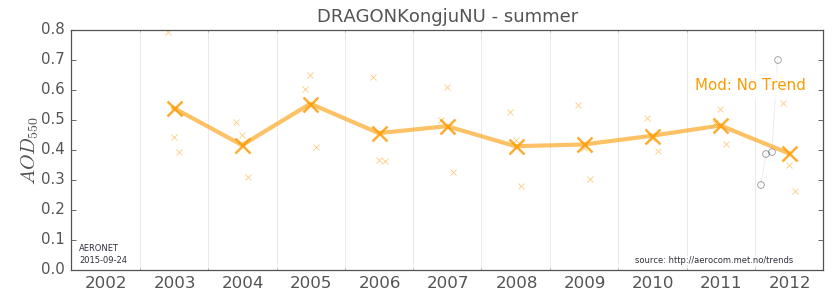 DRAGONKongjuNU - summer
0.8
0.7
0.6
0.5
0.4
0.3
0.2
0.1
0.0
AOD550
Mod: No Trend
AERONET
2015-09-24
source: http://aerocom.met.no/trends
2002 2003 2004 2005 2006 2007 2008 2009 2010 2011 2012